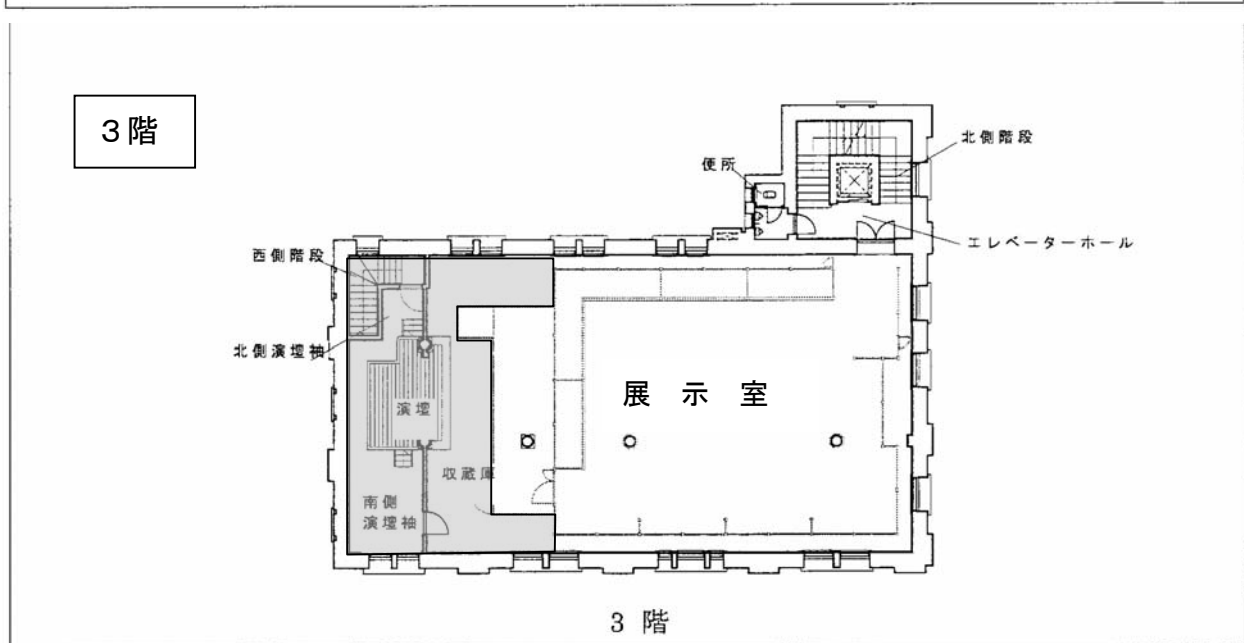 3階
北側階段
便所
エレベーターホール
西側階段
北側演壇袖
展示室
演壇
収蔵庫
南側
演壇袖
3 階